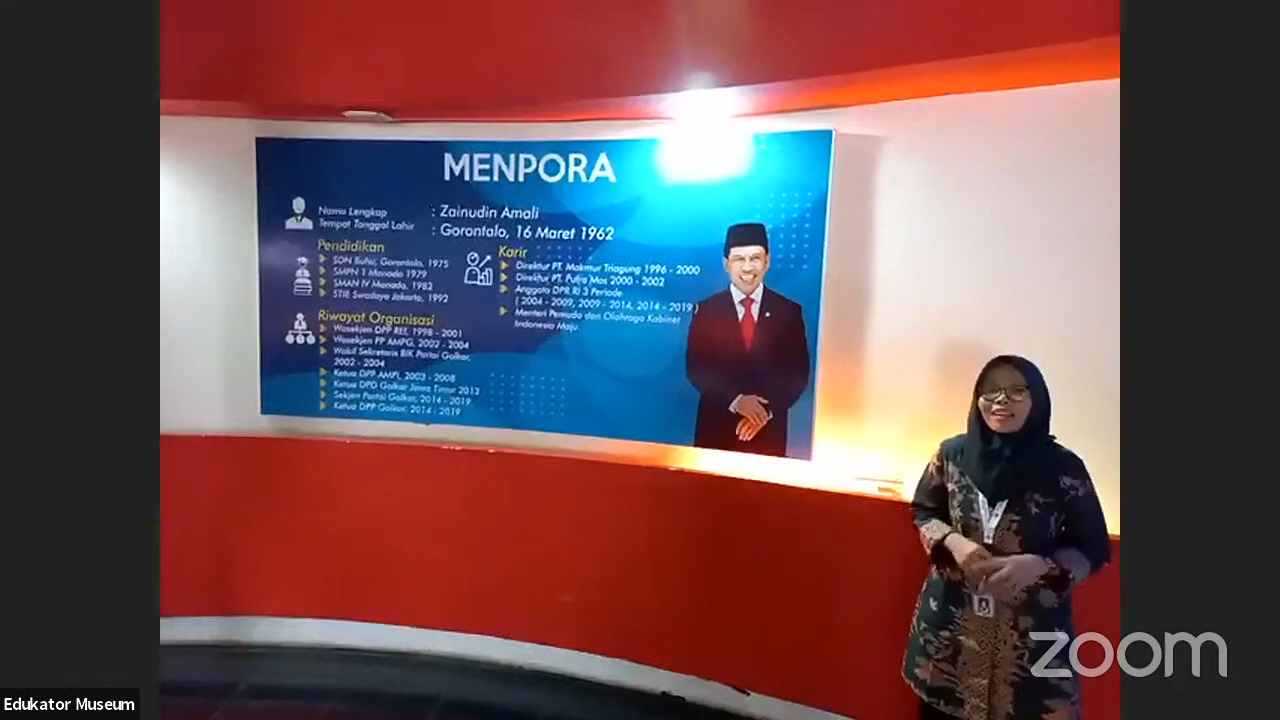 MENPORA
Nama Lengkap : Zainudin Amali
Tempat Tanggal Lahir : Gorontalo, 16 Maret 1962
Pendidikan
SDN Buhu, Gorontalo, 1975
SMPN 1 Manado 1979
SMAN IV Manado, 1982
STIE Swadaya Jakarta, 1992
Riwayat Organisasi
Wasekjen DPP REI, 1998 - 2001
Wasekjen PP AMPG, 2002 - 2004
Wakil Sekretaris BIK Partai Golkar,
2002 - 2004
Ketua DPP AMPI, 2003 - 2008
Ketua DPD Golkar Jawa Timur 2013
Sekjen Partai Golkar, 2014 - 2019
Ketua DPP Golkar, 2014 - 2019
Karir
Direktur PT. Makmur Triagung 1996 - 2000
Direktur PT. Putra Mas 2000 - 2002
Anggota DPR RI 3 Periode
( 2004 - 2009, 2009 - 2014, 2014 - 2019 )
Menteri Pemuda dan Olahraga Kabinet
Indonesia Maju
zoom
Edukator Museum